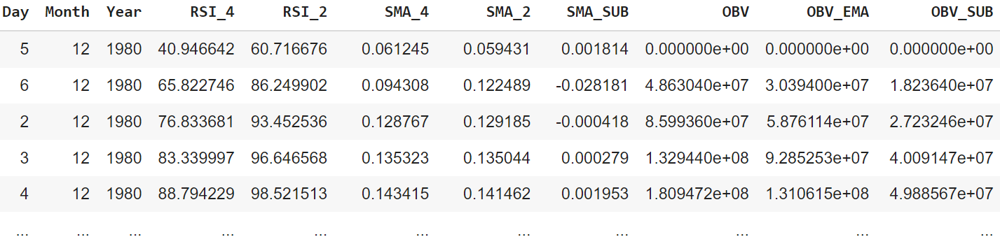 Day Month Year RSI_4 RSI_2 SMA_4 SMA_2 SMA_SUB OBV OBV_EMA OBV_SUB
5 12 1980 40.946642 60.716676 0.061245 0.059431 0.001814 0.000000e+00 0.000000e+00 0.000000e+00
6 12 1980 65.822746 86.249902 0.094308 0.122489 -0.028181 4.863040e+07 3.039400e+07 1.823640e+07
2 12 1980 76.833681 93.452536 0.128767 0.129185 -0.000418 8.599360e+07 5.876114e+07 2.723246e+07
3 12 1980 83.339997 96.646568 0.135323 0.135044 0.000279 1.329440e+08 9.285253e+07 4.009147e+07
4 12 1980 88.794229 98.521513 0.143415 0.141462 0.001953 1.809472e+08 1.310615e+08 4.988567e+07
... ... ... ... ... ... ... ... ... ... ...